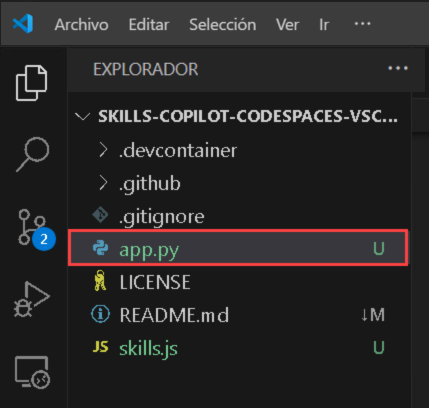 Archivo Editar Selección Ver Ir ···
EXPLORADOR ···
SKILLS-COPILOT-CODESPACES-VSC...
.devcontainer
.github
.gitignore
app.py U
LICENSE
README.md ↓M
JS skills.js U
2